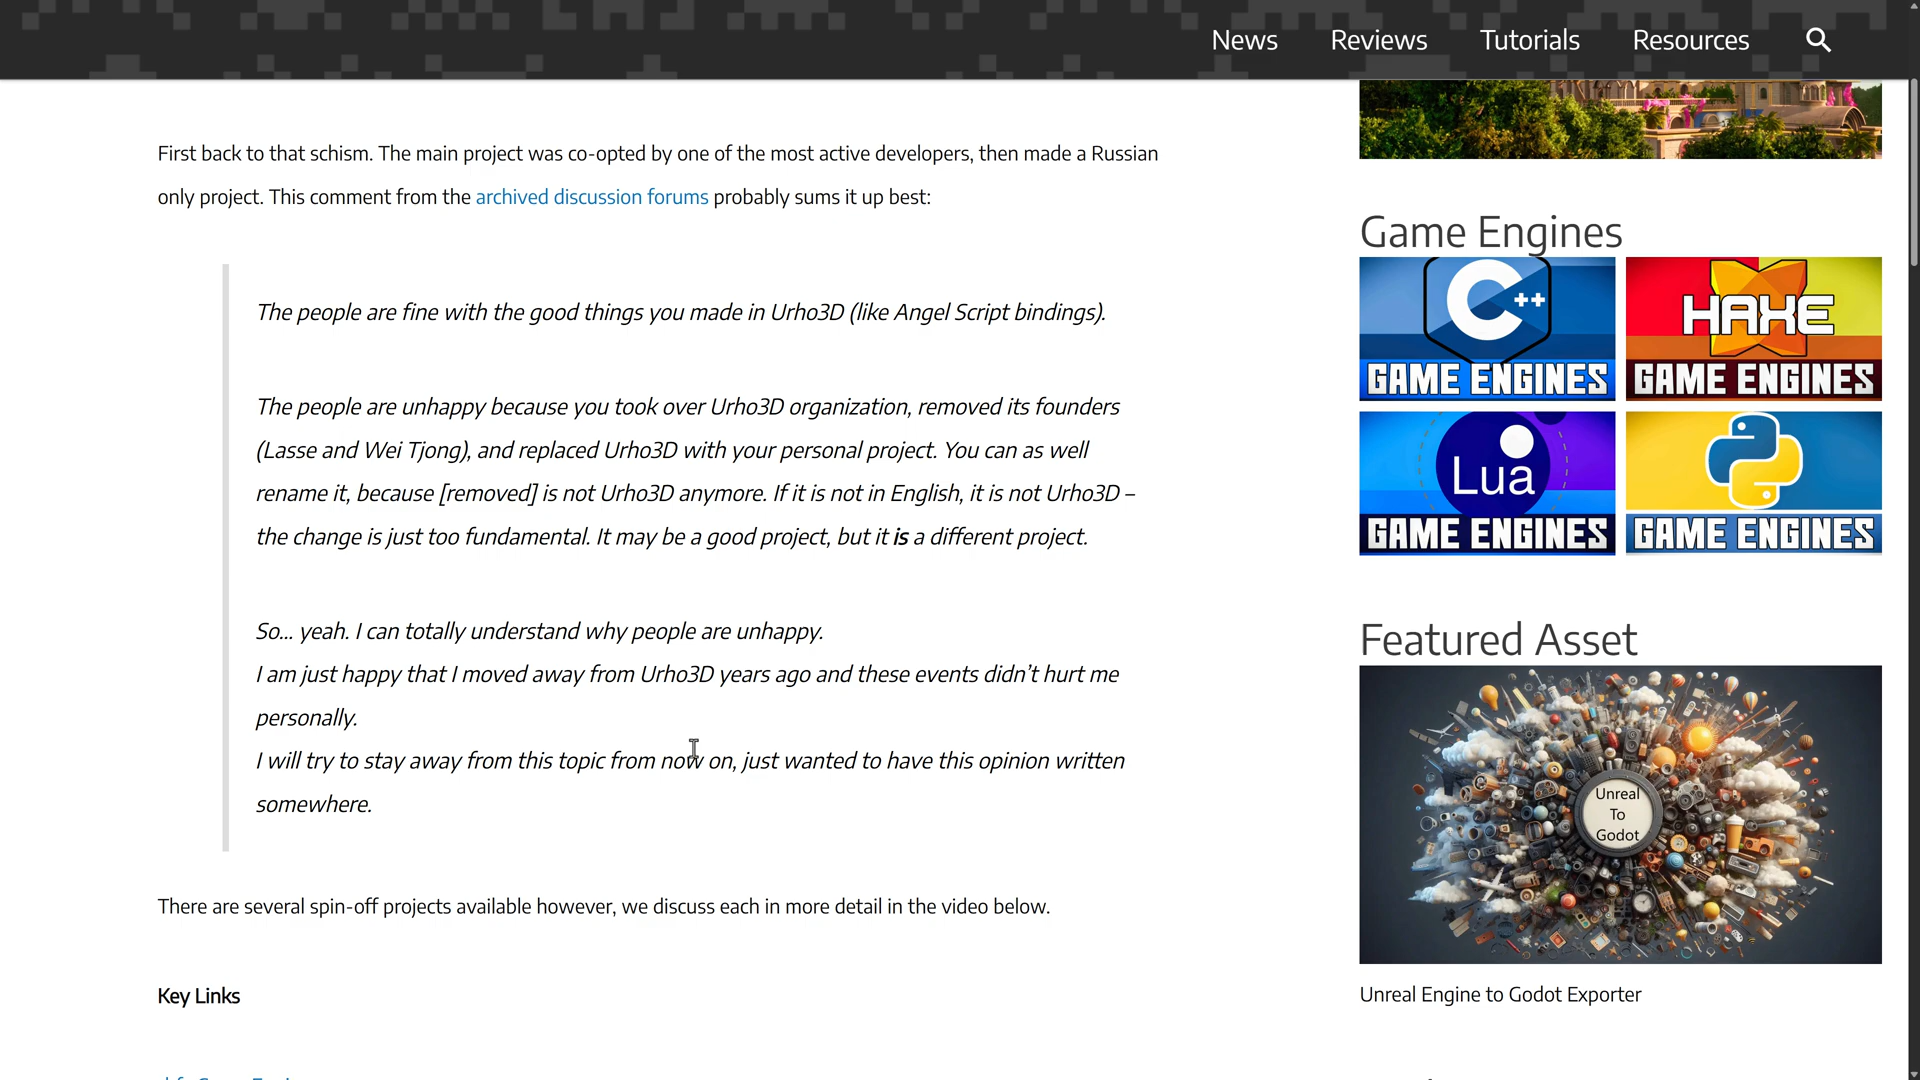 News Reviews Tutorials Resources
First back to that schism. The main project was co-opted by one of the most active developers, then made a Russian
only project. This comment from the archived discussion forums probably sums it up best:
The people are fine with the good things you made in Urho3D (like Angel Script bindings).
The people are unhappy because you took over Urho3D organization, removed its founders
(Lasse and Wei Tjong), and replaced Urho3D with your personal project. You can as well
rename it, because [removed] is not Urho3D anymore. If it is not in English, it is not Urho3D –
the change is just too fundamental. It may be a good project, but it is a different project.
So… yeah. I can totally understand why people are unhappy.
I am just happy that I moved away from Urho3D years ago and these events didn’t hurt me
personally.
I will try to stay away from this topic from now on, just wanted to have this opinion written
somewhere.
There are several spin-off projects available however, we discuss each in more detail in the video below.
Key Links
Game Engines
C++
GAME ENGINES
HAXE
GAME ENGINES
Lua
GAME ENGINES
GAME ENGINES
Featured Asset
Unreal
To
Godot
Unreal Engine to Godot Exporter